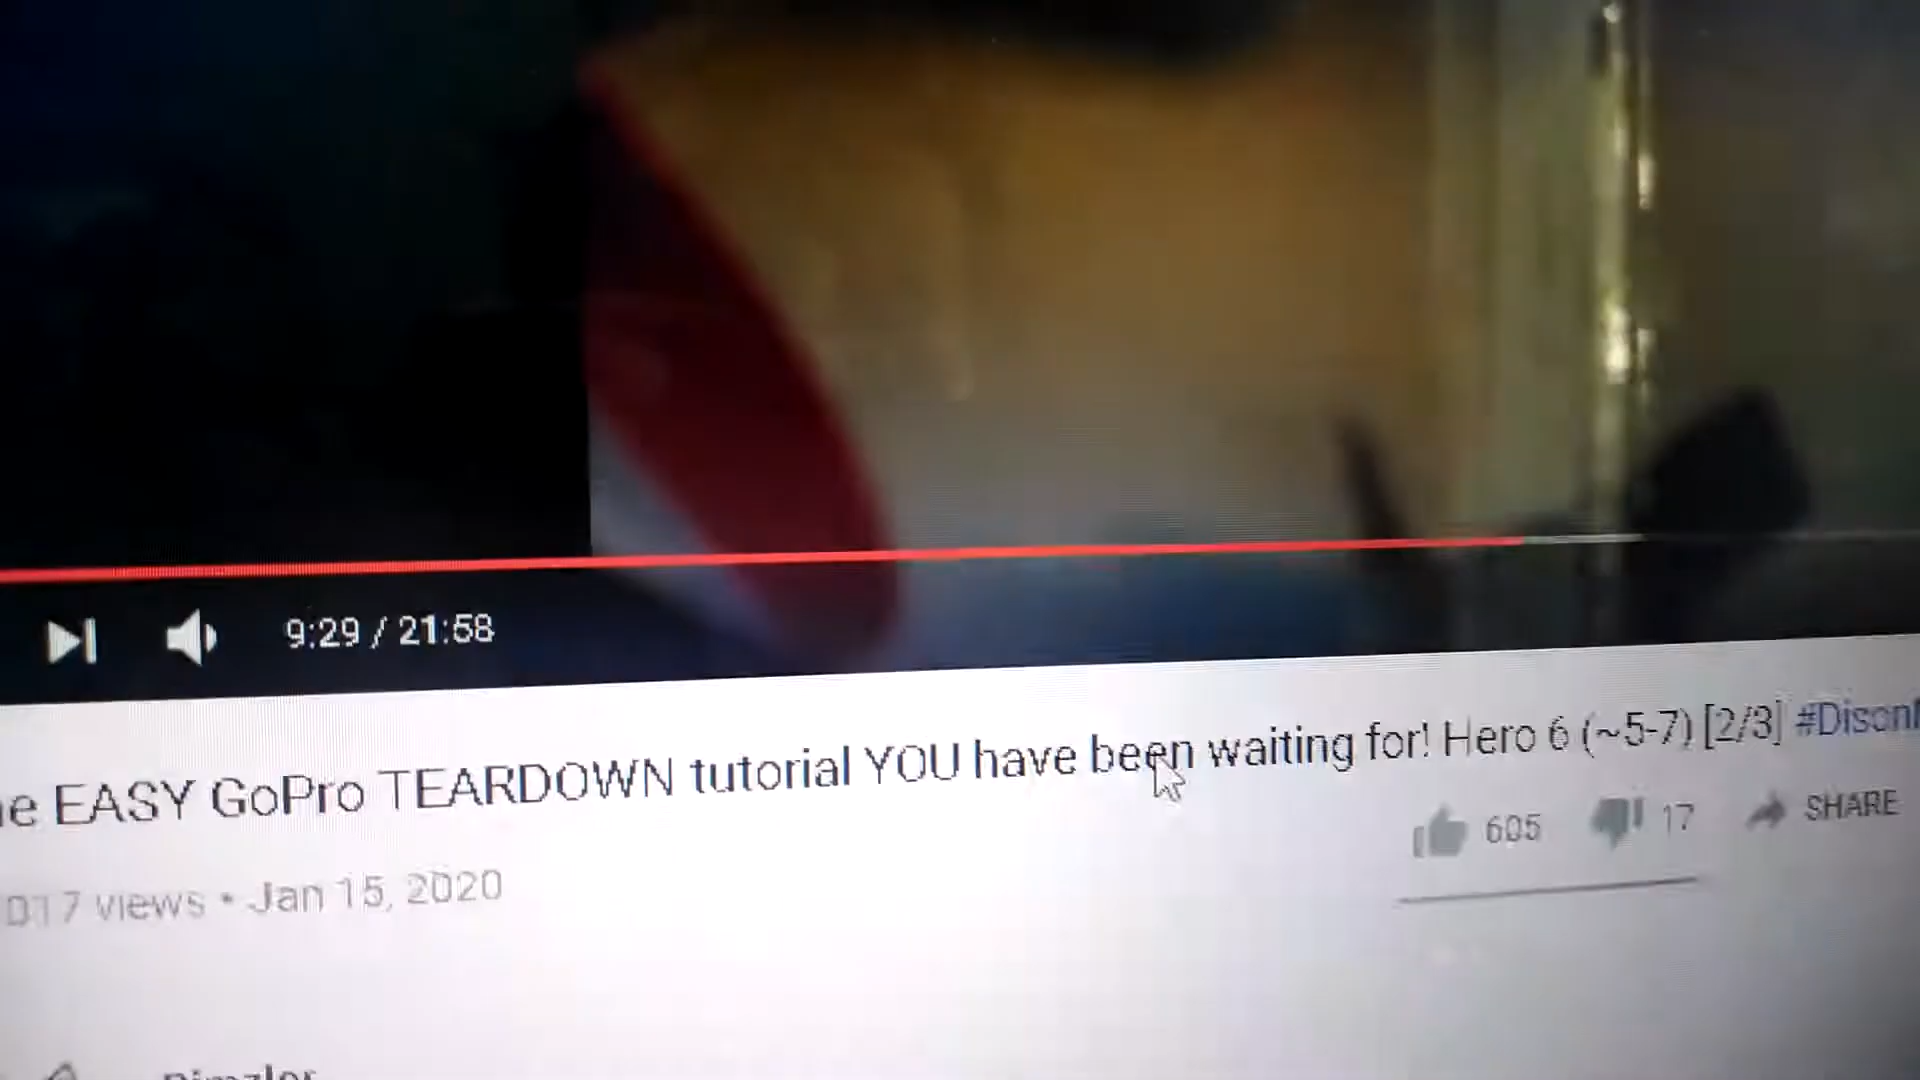 9:29 / 21:58
EASY GoPro TEARDOWN tutorial YOU have been waiting for! Hero 6 (~5-7) [2/3]
605 17 SHARE
017 views • Jan 15, 2020